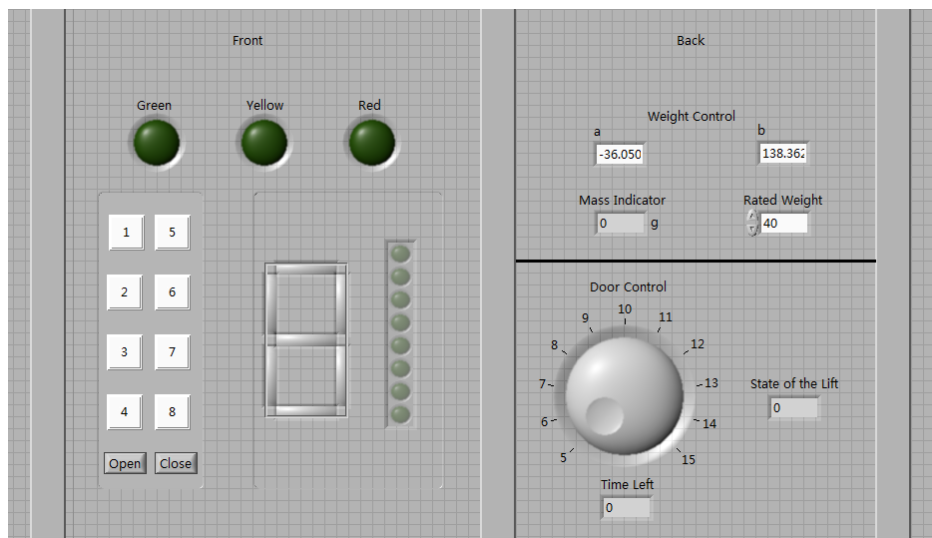 Front
Green Yellow Red
1 5
2 6
3 7
4 8
Open Close
Back
Weight Control
a b
-36.050 138.362
Mass Indicator Rated Weight
0 g 40
Door Control
5 6 7 8 9 10 11 12 13 14 15
State of the Lift
0
Time Left
0